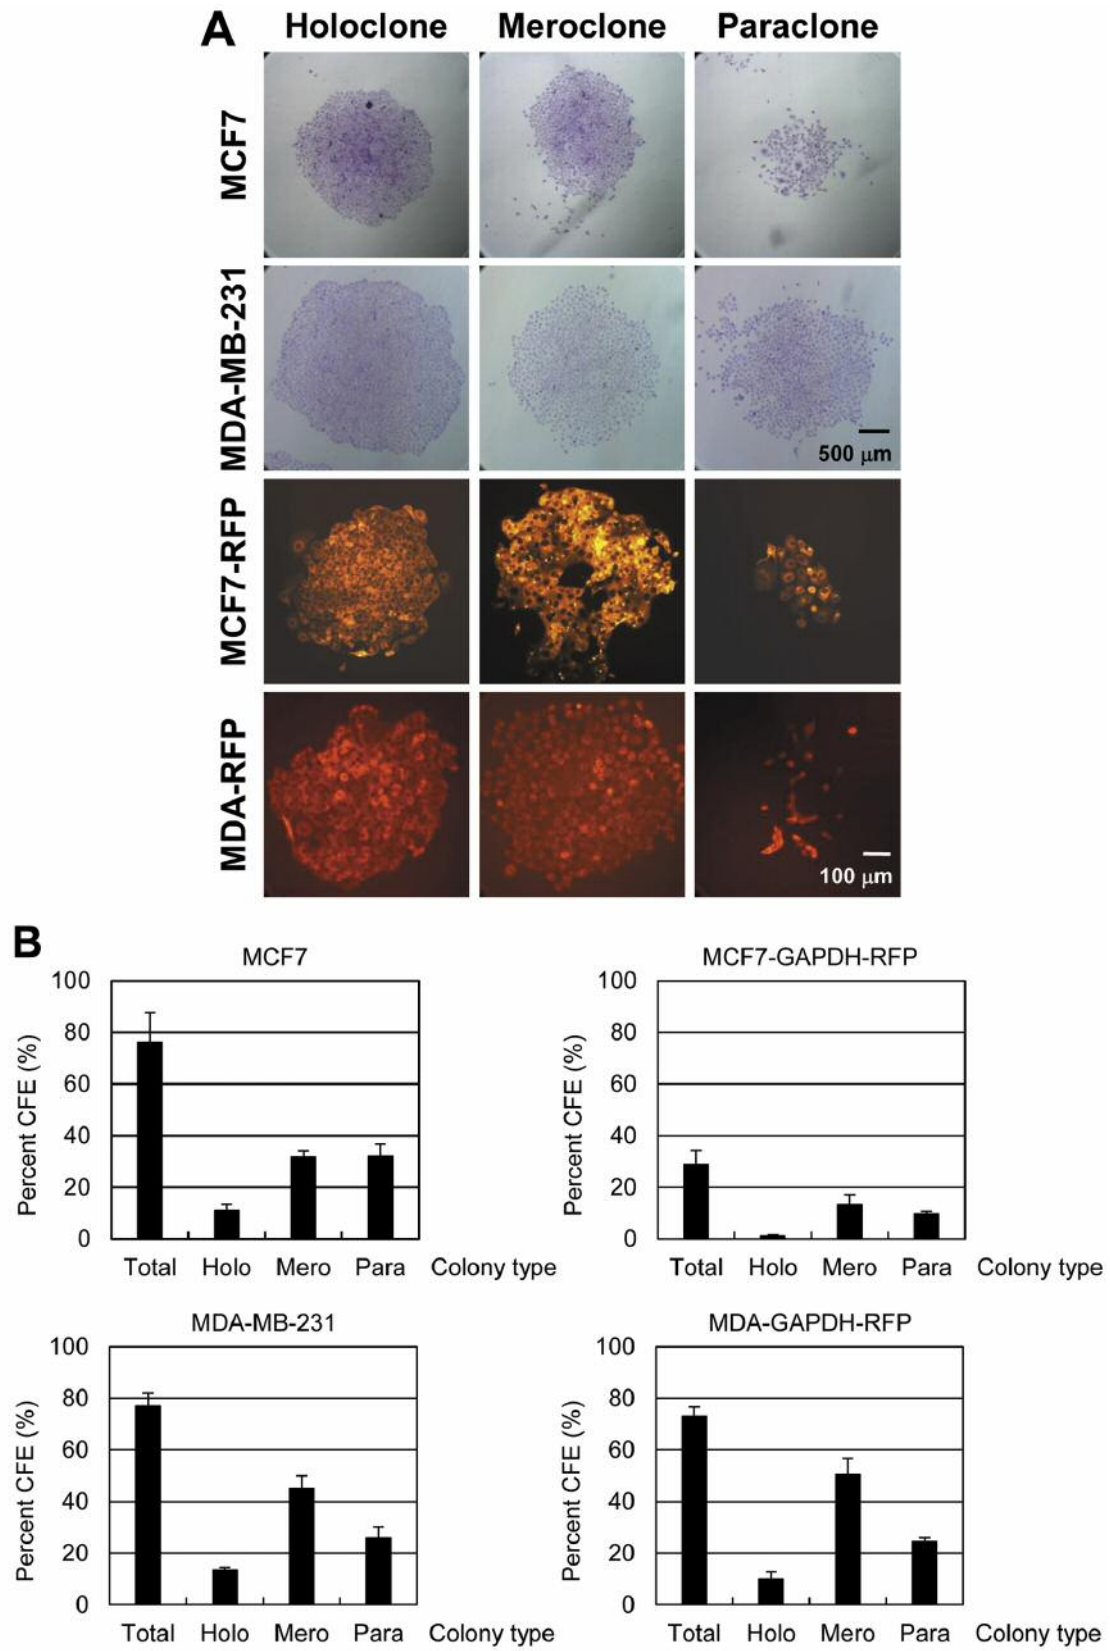 A
Holoclone Meroclone Paraclone
MCF7
MDA-MB-231
500 μm
MCF7-RFP
MDA-RFP
100 μm
B
MCF7
Percent CFE (%)
100
80
60
40
20
0
Total Holo Mero Para Colony type
MCF7-GAPDH-RFP
Percent CFE (%)
100
80
60
40
20
0
Total Holo Mero Para Colony type
MDA-MB-231
Percent CFE (%)
100
80
60
40
20
0
Total Holo Mero Para Colony type
MDA-GAPDH-RFP
Percent CFE (%)
100
80
60
40
20
0
Total Holo Mero Para Colony type